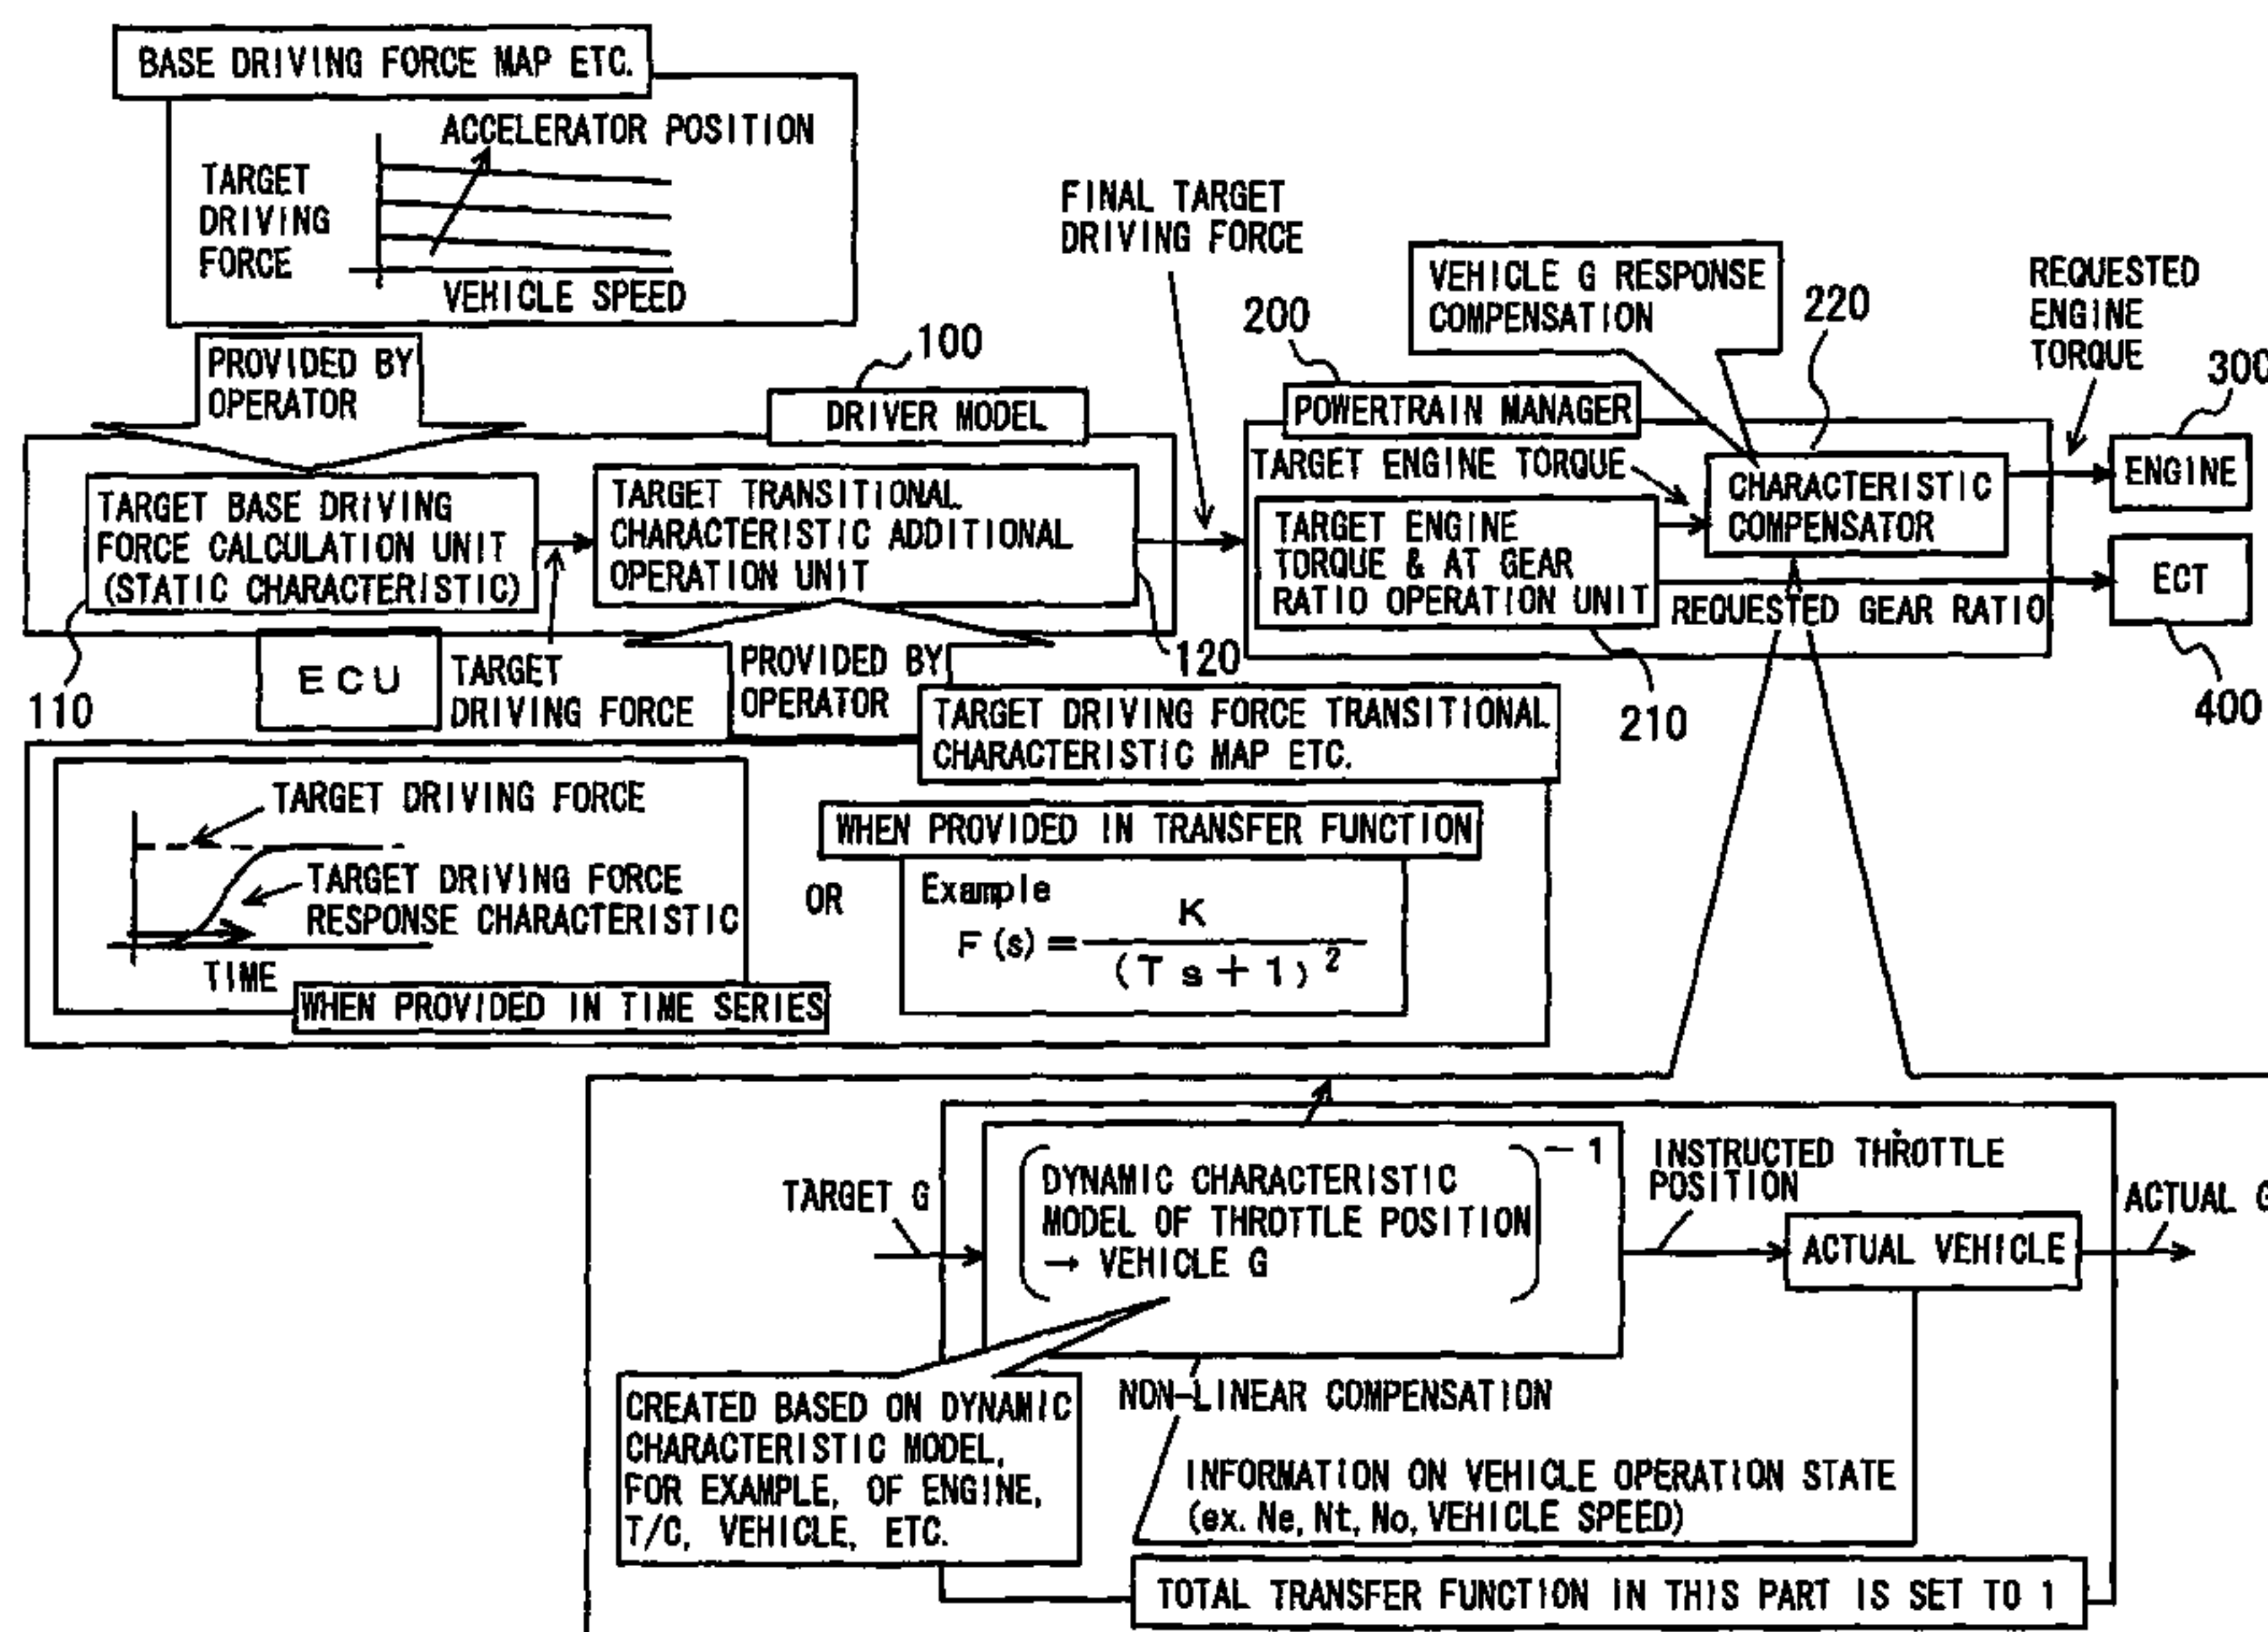 BASE DRIVING FORCE MAP ETC.
ACCELERATOR POSITION
TARGET
DRIVING
FORCE
VEHICLE SPEED
PROVIDED BY
OPERATOR
100
DRIVER MODEL
TARGET BASE DRIVING
FORCE CALCULATION UNIT
(STATIC CHARACTERISTIC)
110
TARGET TRANSITIONAL
CHARACTERISTIC ADDITIONAL
OPERATION UNIT
120
ECU
TARGET
DRIVING FORCE
PROVIDED BY
OPERATOR
FINAL TARGET
DRIVING FORCE
200
POWERTRAIN MANAGER
VEHICLE G RESPONSE
COMPENSATION
220
REQUESTED
ENGINE
TORQUE
300
TARGET ENGINE TORQUE
CHARACTERISTIC
COMPENSATOR
ENGINE
TARGET ENGINE
TORQUE & AT GEAR
RATIO OPERATION UNIT
210
REQUESTED GEAR RATIO
ECT
400
TARGET DRIVING FORCE TRANSITIONAL
CHARACTERISTIC MAP ETC.
TARGET DRIVING FORCE
TARGET DRIVING FORCE
RESPONSE CHARACTERISTIC
TIME
WHEN PROVIDED IN TIME SERIES
OR
WHEN PROVIDED IN TRANSFER FUNCTION
Example
F(s)=K/(Ts+1)²
TARGET G
DYNAMIC CHARACTERISTIC
MODEL OF THROTTLE POSITION
→ VEHICLE G
-1
INSTRUCTED THROTTLE
POSITION
ACTUAL VEHICLE
ACTUAL G
CREATED BASED ON DYNAMIC
CHARACTERISTIC MODEL,
FOR EXAMPLE, OF ENGINE,
T/C, VEHICLE, ETC.
NON-LINEAR COMPENSATION
INFORMATION ON VEHICLE OPERATION STATE
(ex. Ne, Nt, No, VEHICLE SPEED)
TOTAL TRANSFER FUNCTION IN THIS PART IS SET TO 1